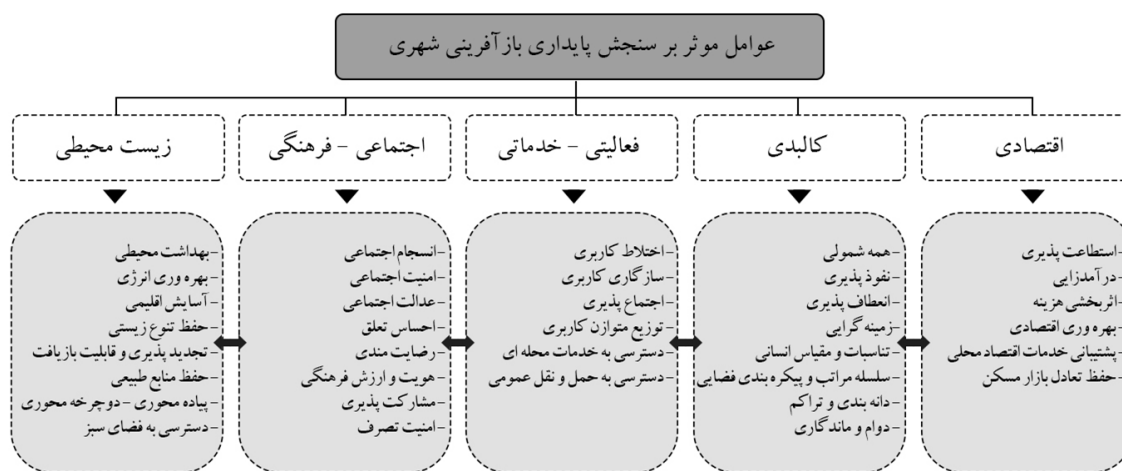 عوامل موثر بر سنجش پایداری بازآفرینی شهری
اقتصادی
-استطاعت پذیری
-درآمدزایی
-اثربخشی هزینه
-بهره وری اقتصادی
-پشتیبانی خدمات اقتصاد محلی
-حفظ تعادل بازار مسکن
کالبدی
-همه شمولی
-نفوذ پذیری
-انعطاف پذیری
-زمینه گرایی
-تناسبات و مقیاس انسانی
-سلسله مراتب و پیکره بندی فضایی
-دانه بندی و تراکم
-دوام و ماندگاری
فعالیتی - خدماتی
-اختلاط کاربری
-سازگاری کاربری
-اجتماع پذیری
-توزیع متوازن کاربری
-دسترسی به خدمات محله ای
-دسترسی به حمل و نقل عمومی
اجتماعی - فرهنگی
-انسجام اجتماعی
-امنیت اجتماعی
-عدالت اجتماعی
-احساس تعلق
-رضایت مندی
-هویت و ارزش فرهنگی
-مشارکت پذیری
-امنیت تصرف
زیست محیطی
-بهداشت محیطی
-بهره وری انرژی
-آسایش اقلیمی
-حفظ تنوع زیستی
-تجدید پذیری و قابلیت بازیافت
-حفظ منابع طبیعی
-پیاده محوری -دوچرخه محوری
-دسترسی به فضای سبز